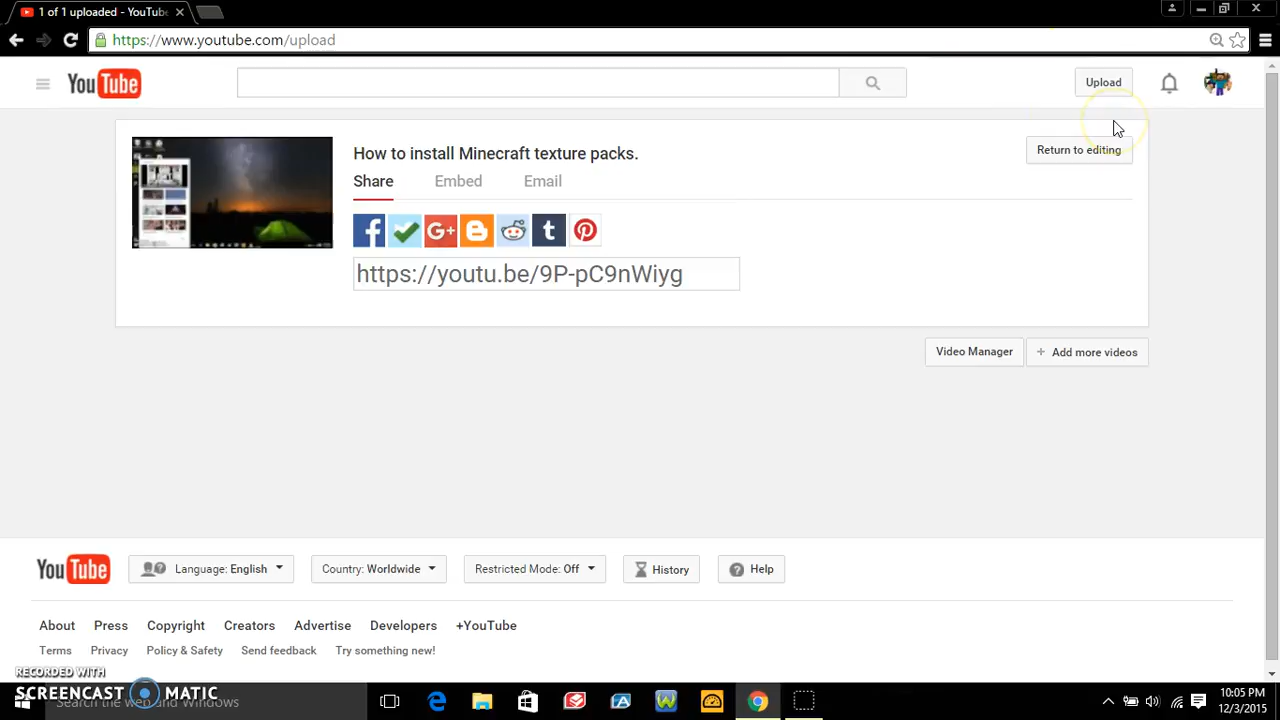 1 of 1 uploaded - YouTube
https://www.youtube.com/upload
YouTube
Upload
How to install Minecraft texture packs.
Return to editing
Share Embed Email
https://youtu.be/9P-pC9nWiyg
Video Manager + Add more videos
YouTube Language: English Country: Worldwide Restricted Mode: Off History Help
About Press Copyright Creators Advertise Developers +YouTube
Terms Privacy Policy & Safety Send feedback Try something new!
RECORDED WITH
SCREENCAST MATIC
Search the web and Windows
10:05 PM
12/3/2015